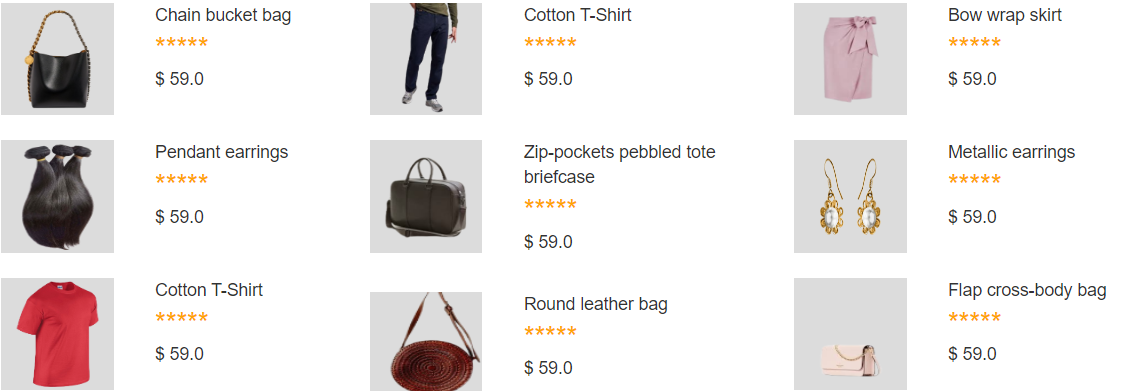 Chain bucket bag
*****
$ 59.0
Cotton T-Shirt
*****
$ 59.0
Bow wrap skirt
*****
$ 59.0
Pendant earrings
*****
$ 59.0
Zip-pockets pebbled tote
briefcase
*****
$ 59.0
Metallic earrings
*****
$ 59.0
Cotton T-Shirt
*****
$ 59.0
Round leather bag
*****
$ 59.0
Flap cross-body bag
*****
$ 59.0